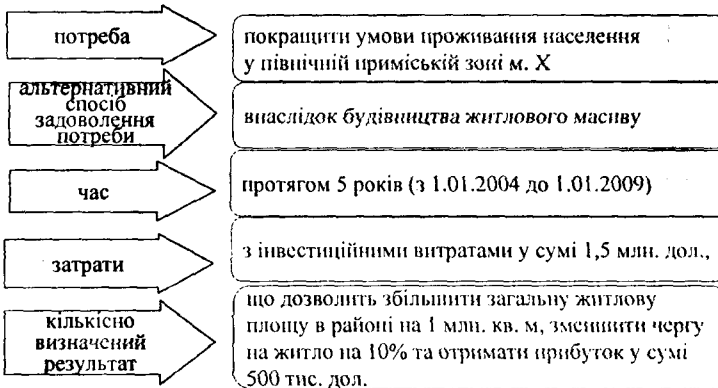 потреба
покращити умови проживання населення
у північній приміській зоні м. Х
альтернативний
спосіб
задоволення
потреби
внаслідок будівництва житлового масиву
час
протягом 5 років (з 1.01.2004 до 1.01.2009)
затрати
з інвестиційними витратами у сумі 1,5 млн. дол.,
кількісно
визначений
результат
що дозволить збільшити загальну житлову
площу в районі на 1 млн. кв. м, зменшити чергу
на житло на 10% та отримати прибуток у сумі
500 тис. дол.